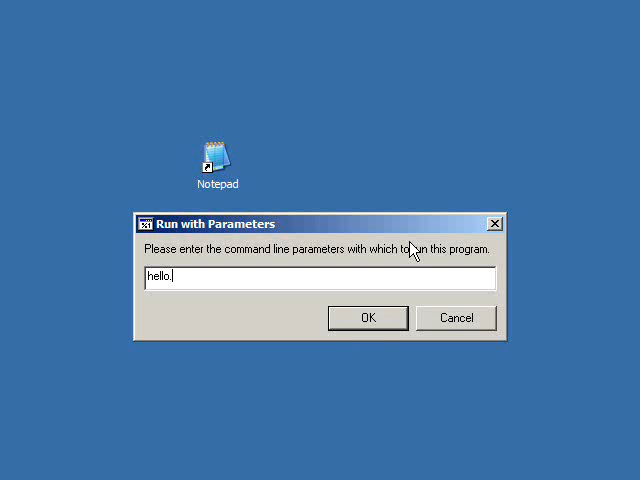 Notepad
%1
Run with Parameters
Please enter the command line parameters with which to run this program.
hello.
OK
Cancel